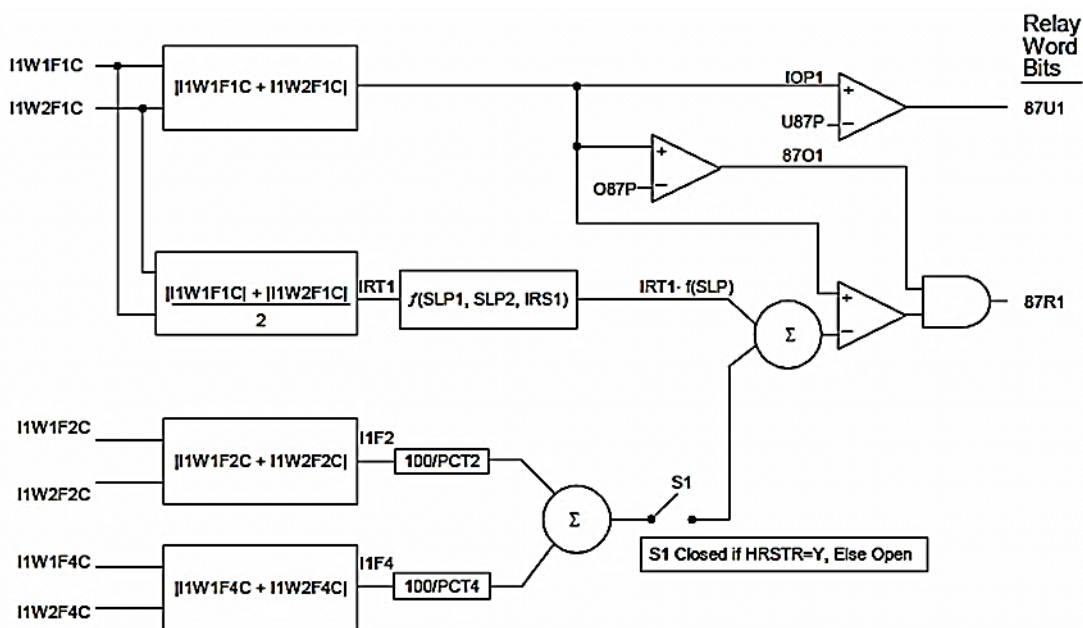 Relay
Word
Bits
I1W1F1C
I1W2F1C
|I1W1F1C + I1W2F1C|
IOP1
U87P
87U1
O87P
87O1
|I1W1F1C| + |I1W2F1C|
2
IRT1
f(SLP1, SLP2, IRS1)
IRT1· f(SLP)
Σ
87R1
I1W1F2C
I1W2F2C
|I1W1F2C + I1W2F2C|
I1F2
100/PCT2
Σ
S1
S1 Closed if HRSTR=Y, Else Open
I1W1F4C
I1W2F4C
|I1W1F4C + I1W2F4C|
I1F4
100/PCT4
+
−
+
−
+
−